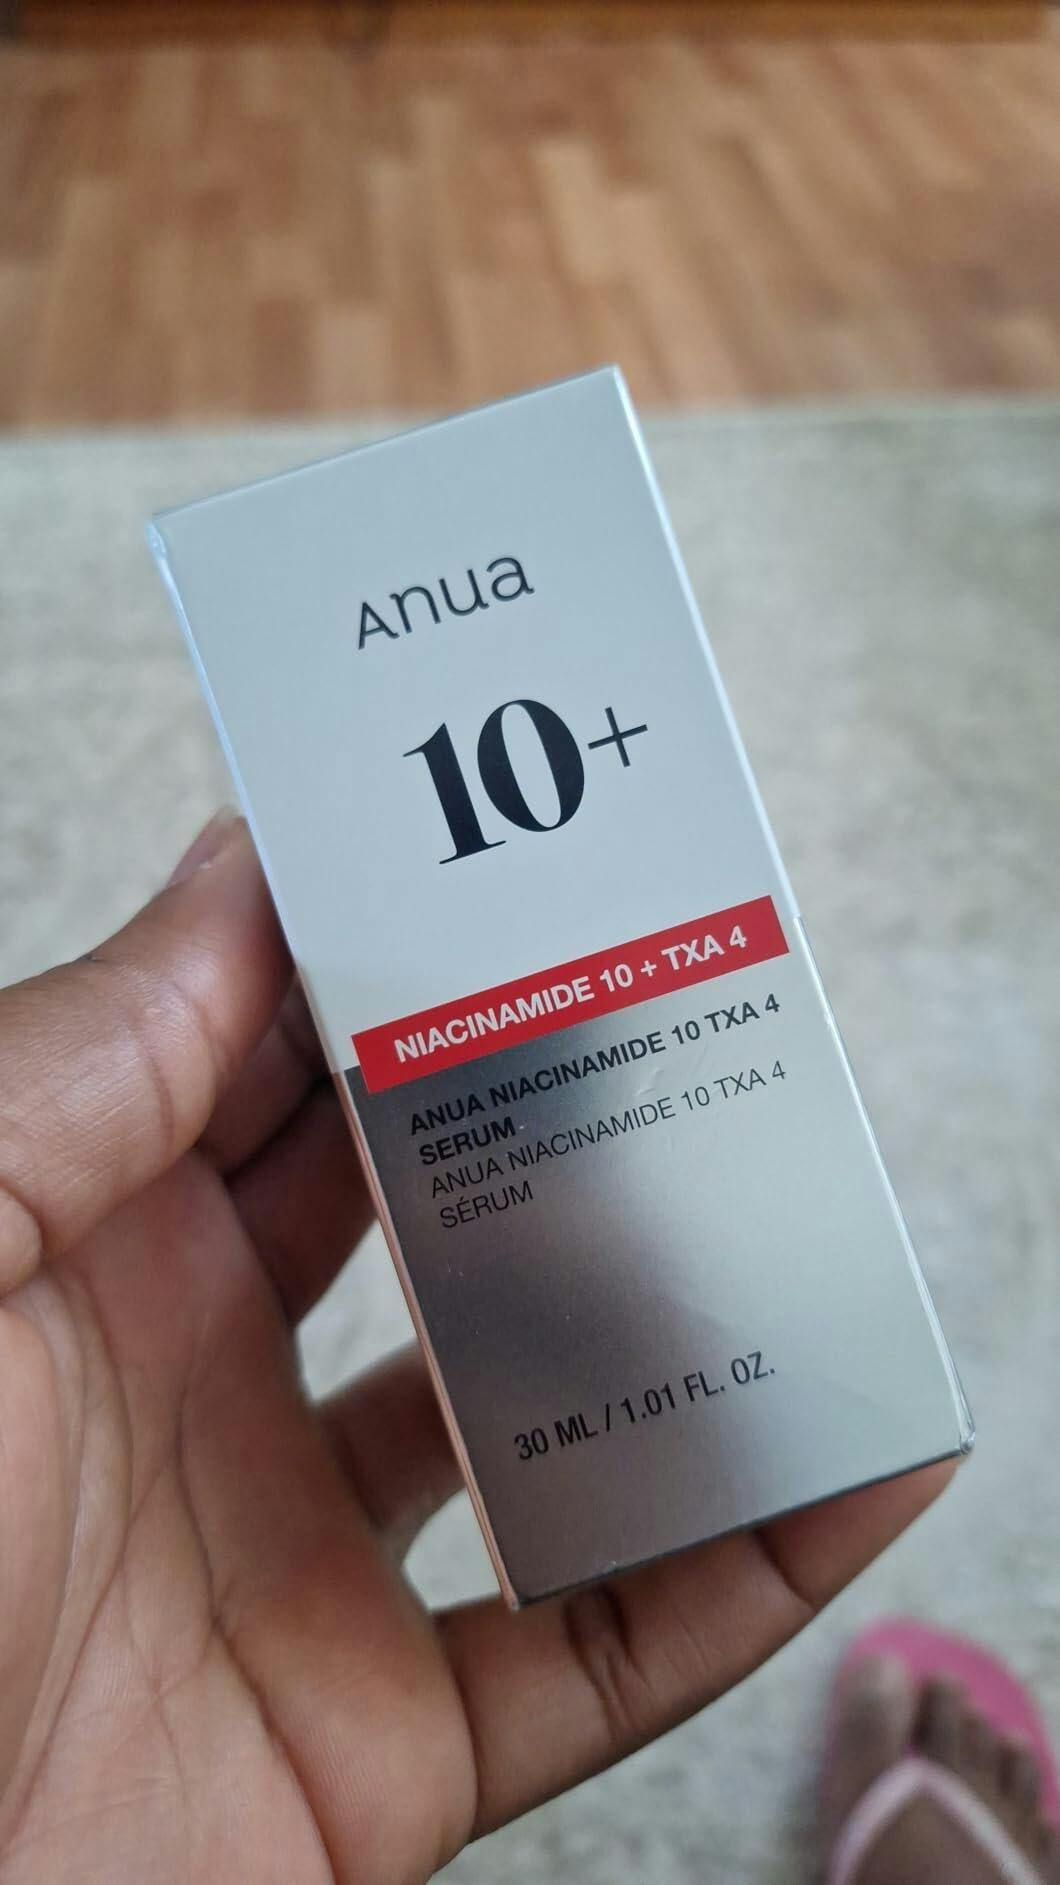 Anua
10+
NIACINAMIDE 10 + TXA 4
ANUA NIACINAMIDE 10 TXA 4
SERUM
ANUA NIACINAMIDE 10 TXA 4
SÉRUM
30 ML / 1.01 FL. OZ.